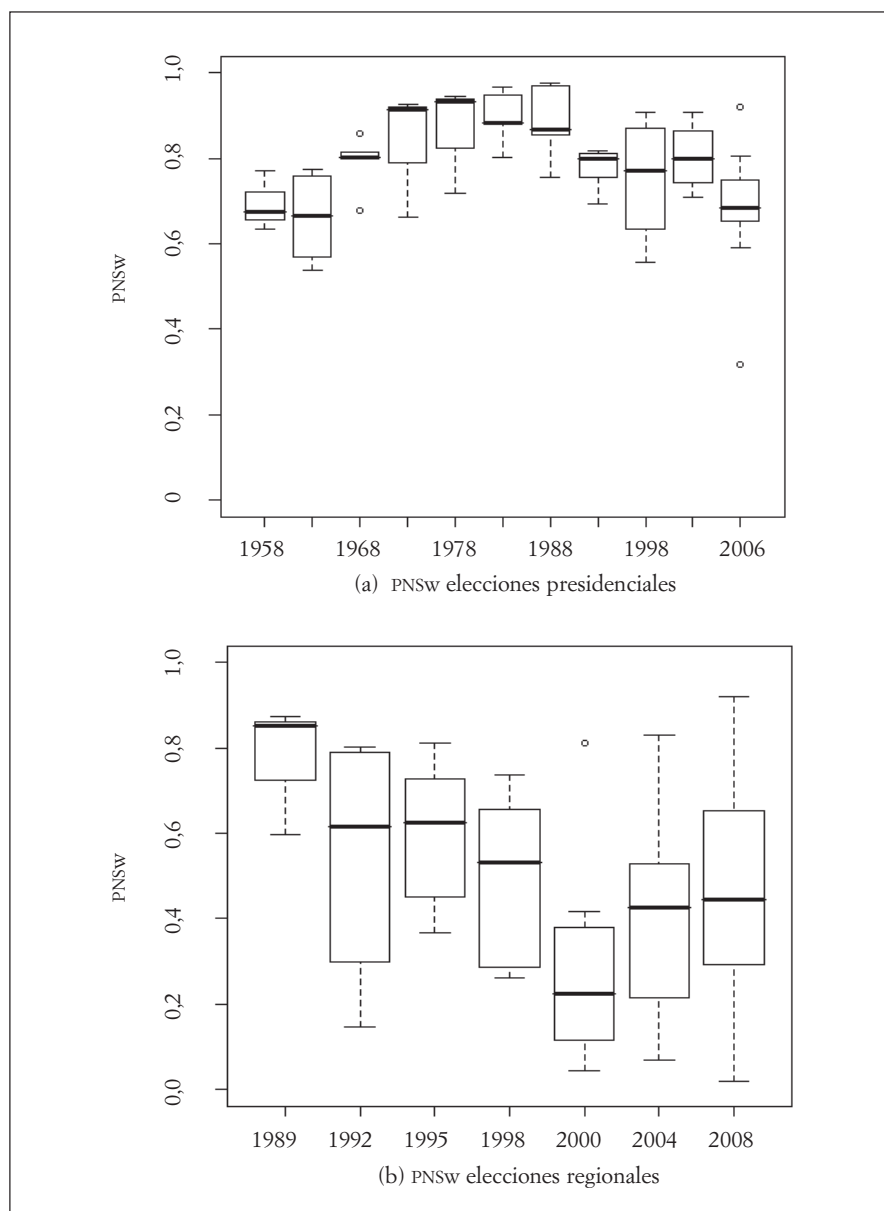 1,0
0,8
0,6
0,4
0,2
0
PNSw
1958 1968 1978 1988 1998 2006
(a) PNSw elecciones presidenciales
1,0
0,8
0,6
0,4
0,2
0,0
PNSw
1989 1992 1995 1998 2000 2004 2008
(b) PNSw elecciones regionales